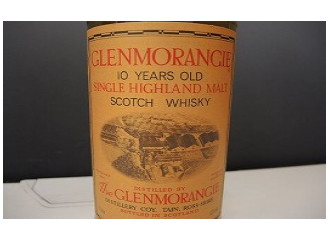 GLENMORANGIE
10 YEARS OLD
SINGLE HIGHLAND MALT
SCOTCH WHISKY
DISTILLED BY
The GLENMORANGIE
DISTILLERY COY, TAIN, ROSS-SHIRE
BOTTLED IN SCOTLAND